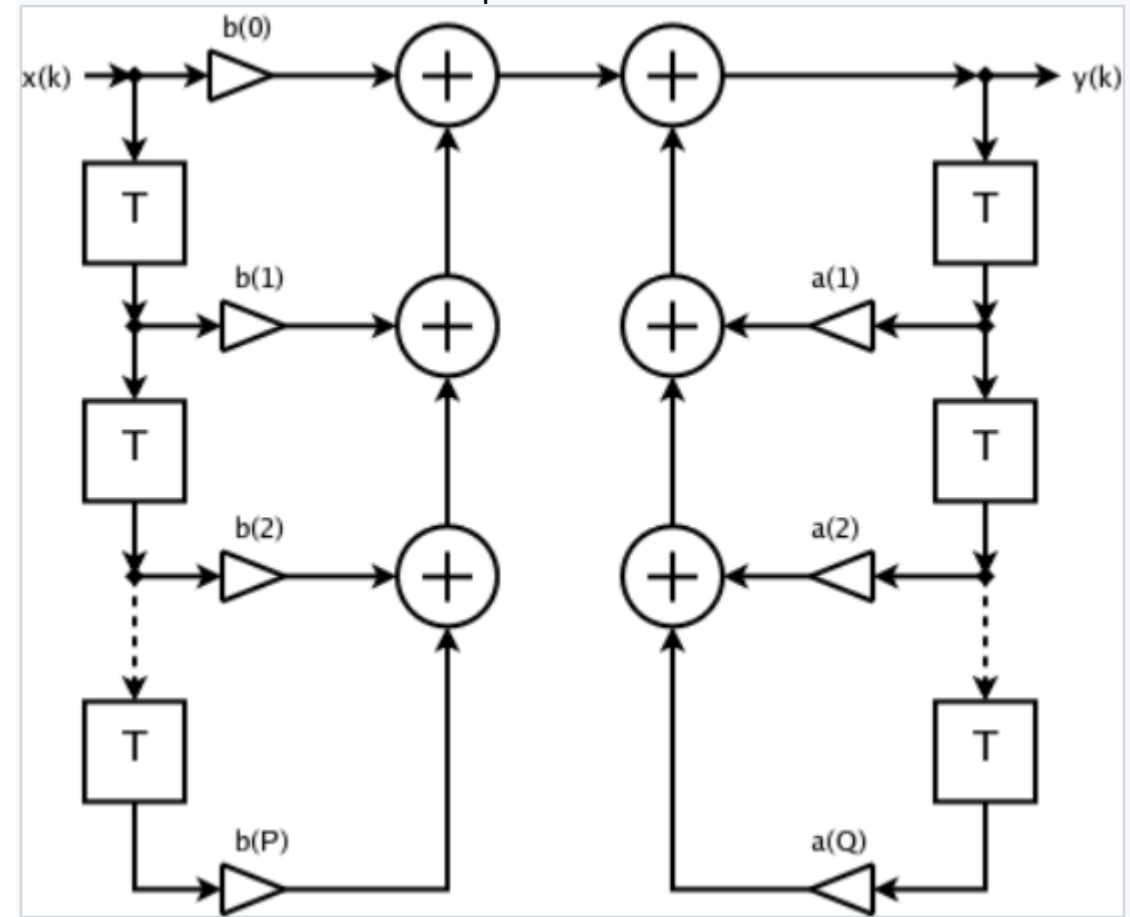 b(0)
x(k)
y(k)
T
T
b(1)
a(1)
T
T
b(2)
a(2)
T
T
b(P)
a(Q)